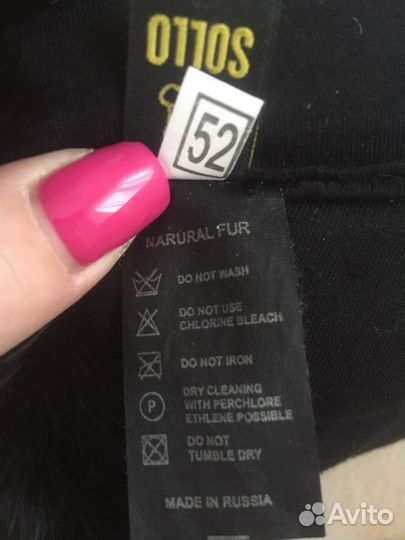 SOLLO
52
NARURAL FUR
DO NOT WASH
DO NOT USE
CHLORINE BLEACH
DO NOT IRON
P
DRY CLEANING
WITH PERCHLORE
ETHLENE POSSIBLE
DO NOT
TUMBLE DRY
MADE IN RUSSIA
Avito